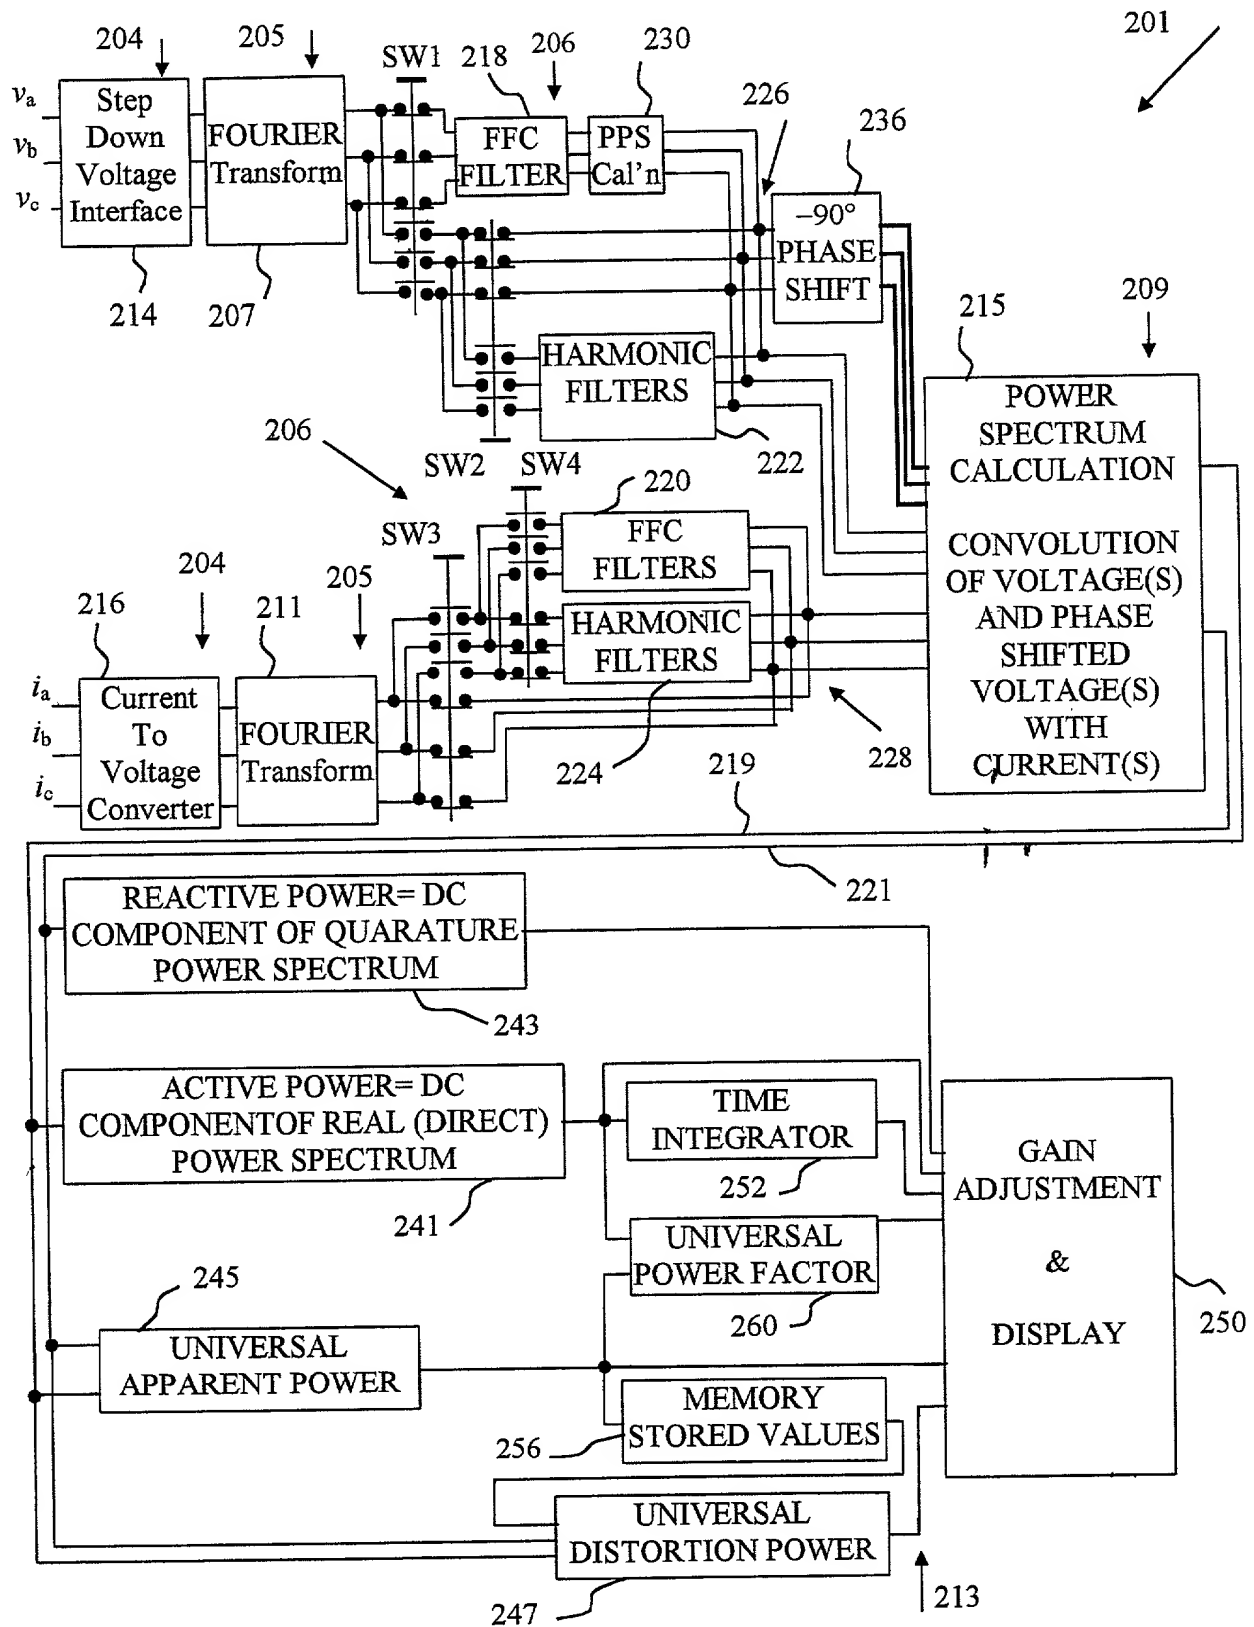 201
204
205
SW1
218
206
230
226
236
va
vb
vc
Step
Down
Voltage
Interface
FOURIER
Transform
FFC
FILTER
PPS
Cal'n
–90°
PHASE
SHIFT
214
207
215
209
HARMONIC
FILTERS
222
206
SW2
SW4
SW3
220
FFC
FILTERS
HARMONIC
FILTERS
POWER
SPECTRUM
CALCULATION
CONVOLUTION
OF VOLTAGE(S)
AND PHASE
SHIFTED
VOLTAGE(S)
WITH
CURRENT(S)
216
204
211
205
ia
ib
ic
Current
To
Voltage
Converter
FOURIER
Transform
224
228
219
221
REACTIVE POWER= DC
COMPONENT OF QUARATURE
POWER SPECTRUM
243
ACTIVE POWER= DC
COMPONENTOF REAL (DIRECT)
POWER SPECTRUM
241
TIME
INTEGRATOR
252
UNIVERSAL
POWER FACTOR
260
GAIN
ADJUSTMENT
&
DISPLAY
250
245
UNIVERSAL
APPARENT POWER
MEMORY
STORED VALUES
256
UNIVERSAL
DISTORTION POWER
247
213